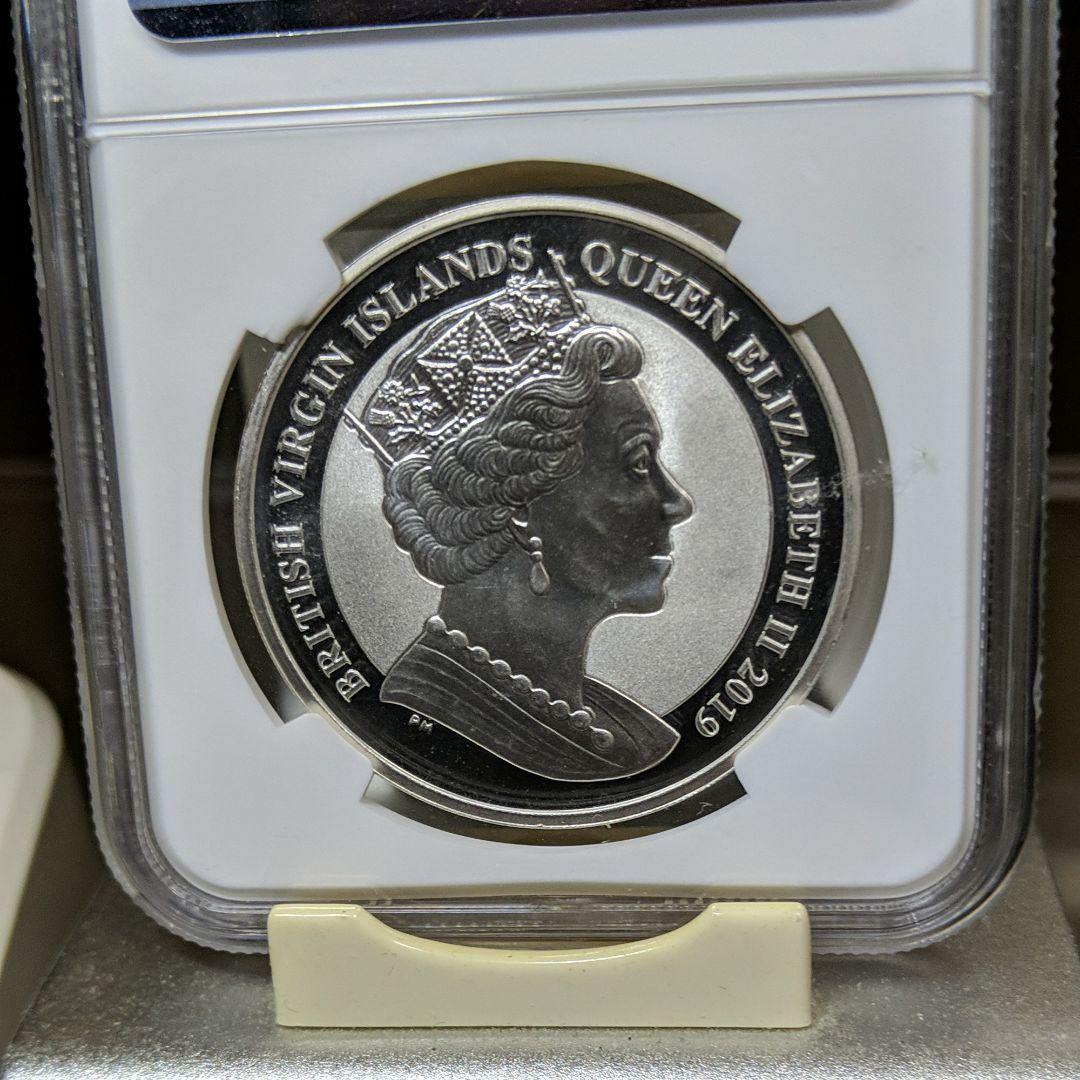 BRITISH VIRGIN ISLANDS QUEEN ELIZABETH II 2019
PM